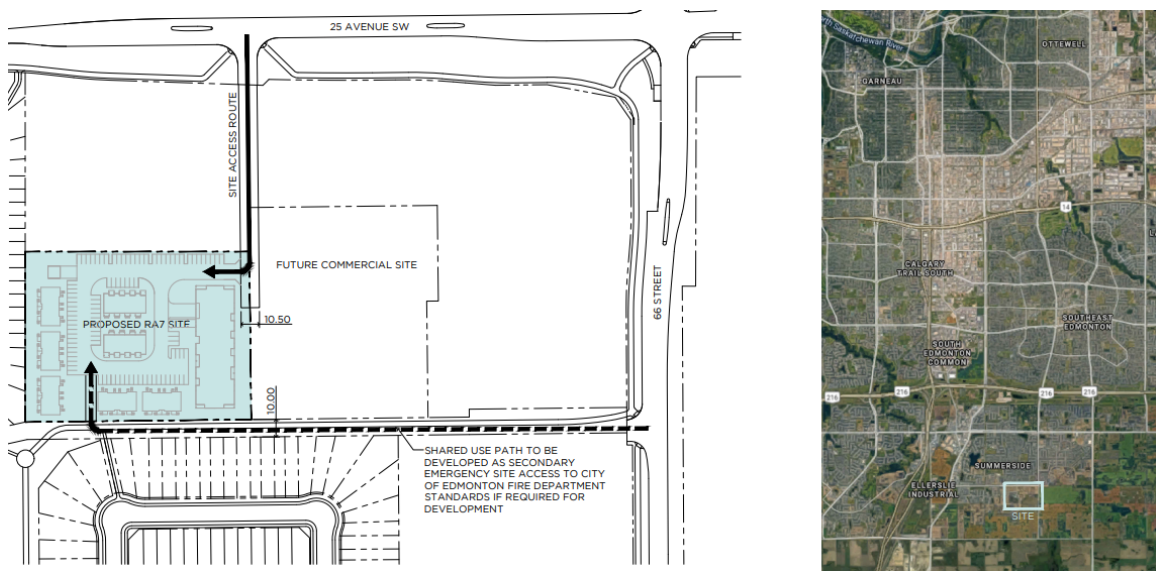 25 AVENUE SW
SITE ACCESS ROUTE
FUTURE COMMERCIAL SITE
66 STREET
PROPOSED RA7 SITE
10.50
10.00
SHARED USE PATH TO BE
DEVELOPED AS SECONDARY
EMERGENCY SITE ACCESS TO CITY
OF EDMONTON FIRE DEPARTMENT
STANDARDS IF REQUIRED FOR
DEVELOPMENT
Saskatchewan River
OTTEWELL
GARNEAU
14
CALGARY
TRAIL SOUTH
SOUTHEAST
EDMONTON
SOUTH
EDMONTON
COMMON
216
216
216
SUMMERSIDE
ELLERSLIE
INDUSTRIAL
SITE